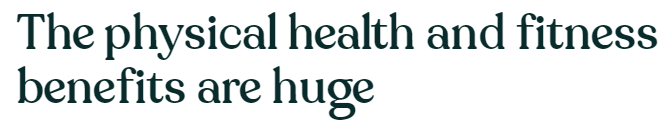 The physical health and fitness
benefits are huge